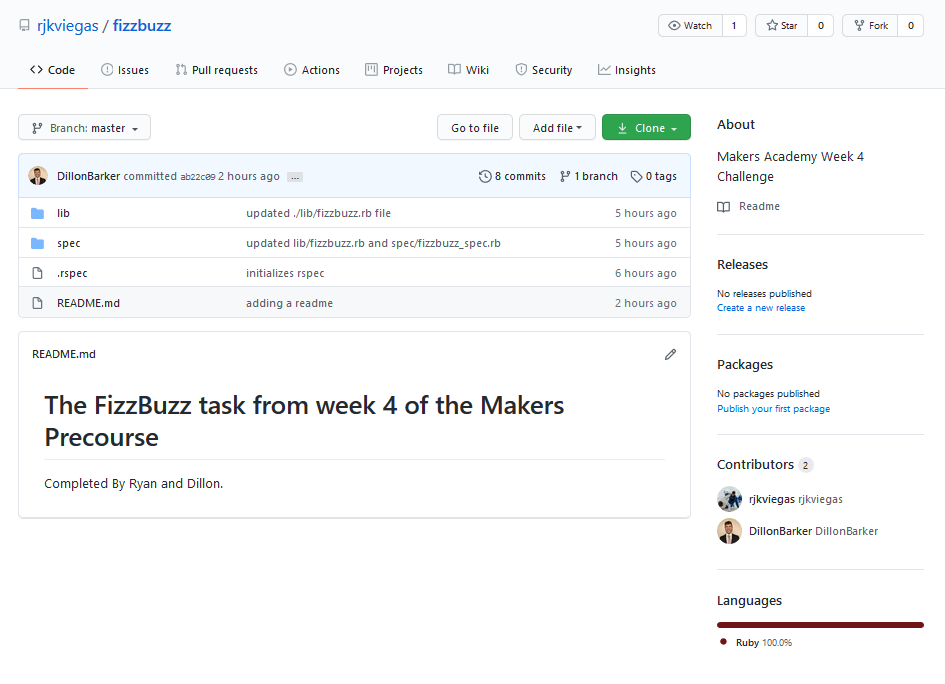 rjkviegas / fizzbuzz
Watch 1 Star 0 Fork 0
Code Issues Pull requests Actions Projects Wiki Security Insights
Branch: master Go to file Add file Clone
DillonBarker committed ab22c09 2 hours ago ... 8 commits 1 branch 0 tags
lib updated ./lib/fizzbuzz.rb file 5 hours ago
spec updated lib/fizzbuzz.rb and spec/fizzbuzz_spec.rb 5 hours ago
.rspec initializes rspec 6 hours ago
README.md adding a readme 2 hours ago
README.md
The FizzBuzz task from week 4 of the Makers
Precourse
Completed By Ryan and Dillon.
About
Makers Academy Week 4
Challenge
Readme
Releases
No releases published
Create a new release
Packages
No packages published
Publish your first package
Contributors 2
rjkviegas rjkviegas
DillonBarker DillonBarker
Languages
Ruby 100.0%